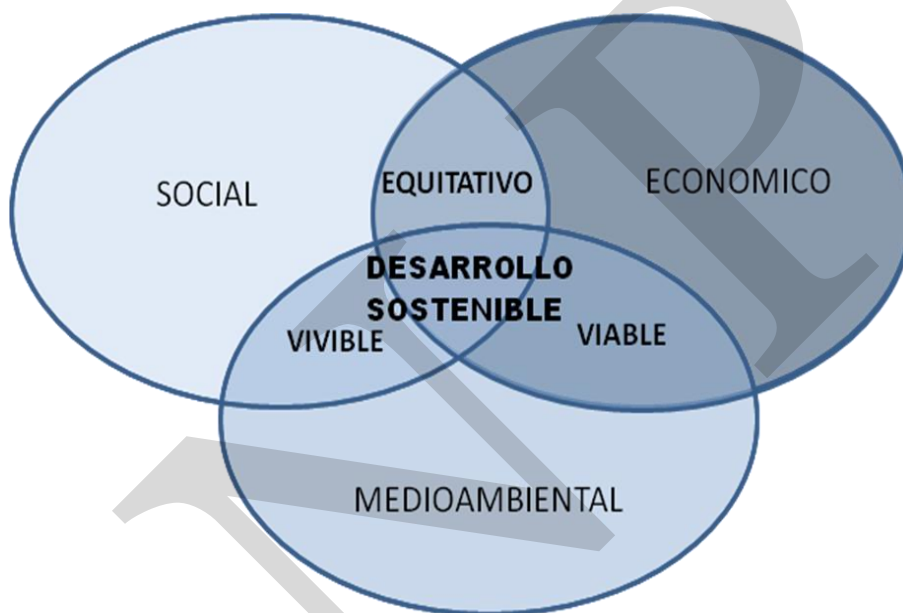 SOCIAL
EQUITATIVO
ECONOMICO
DESARROLLO
SOSTENIBLE
VIVIBLE
VIABLE
MEDIOAMBIENTAL